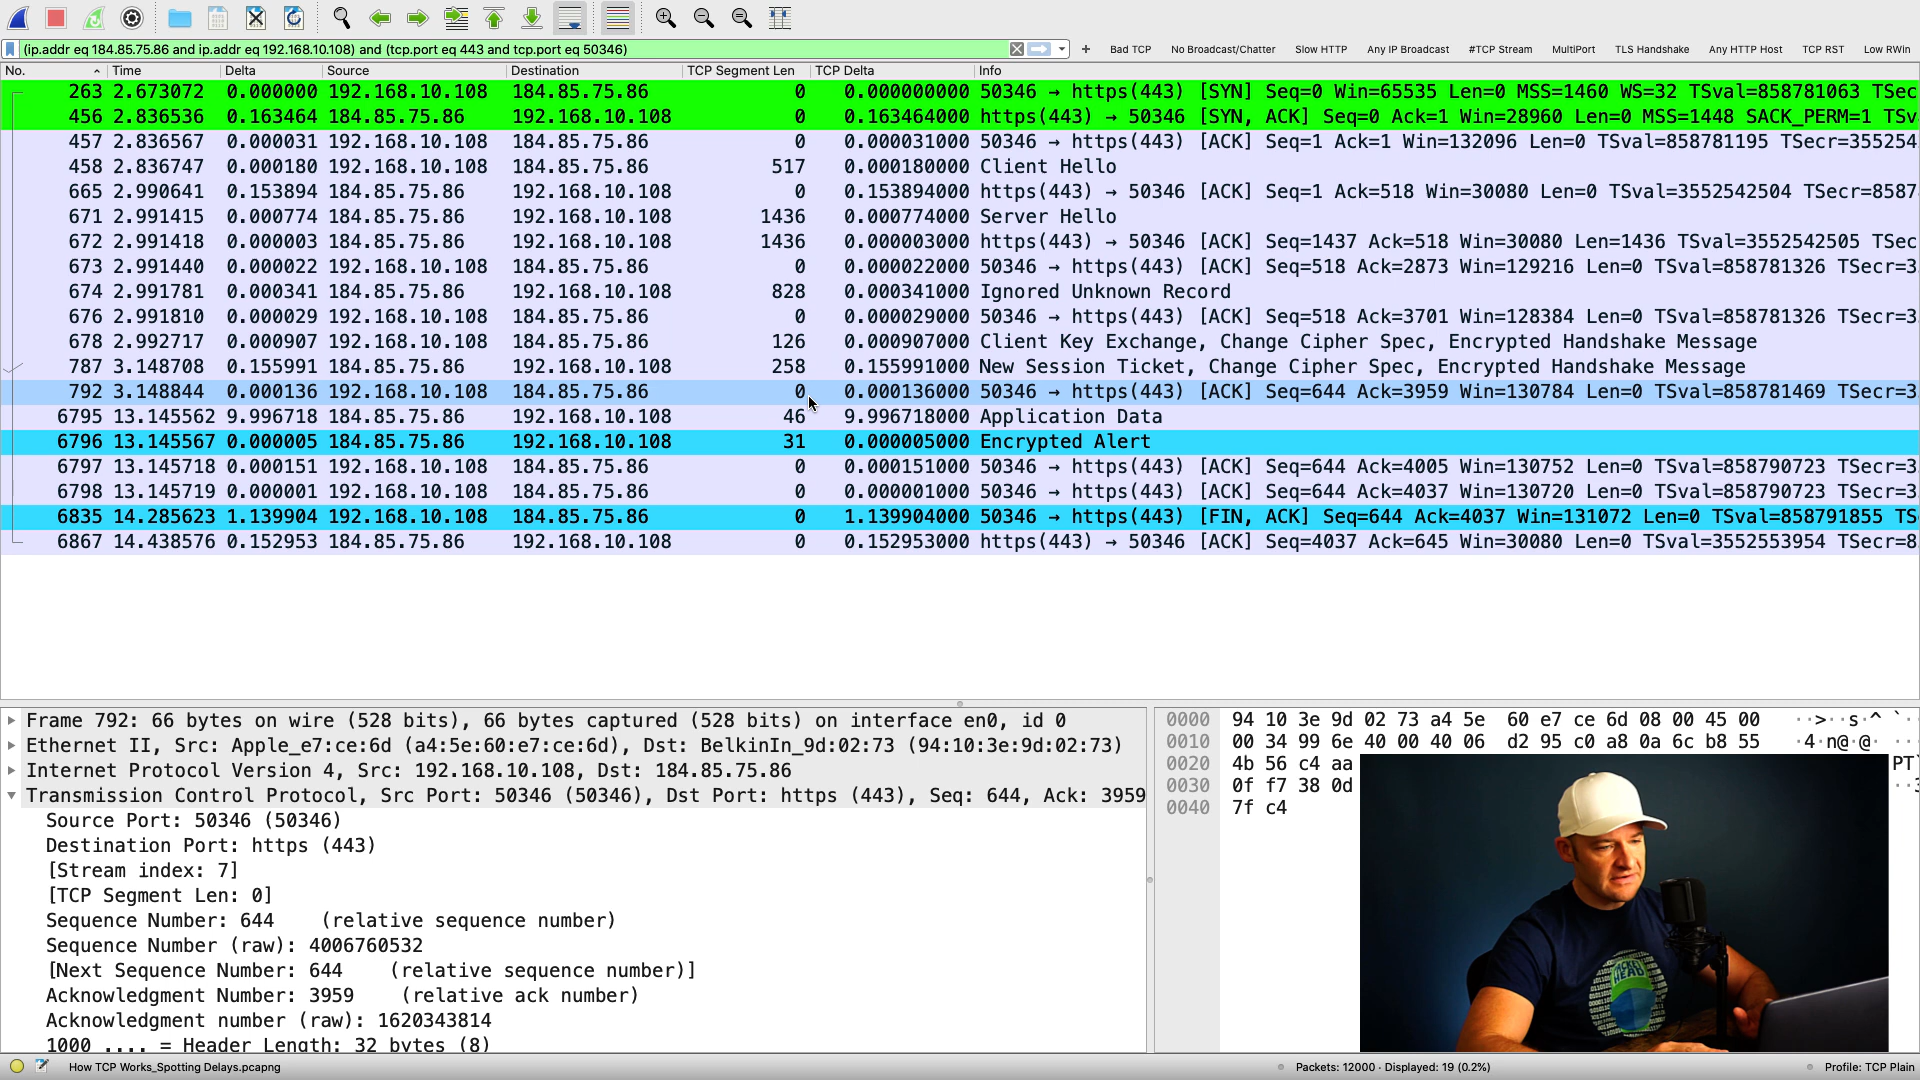 (ip.addr eq 184.85.75.86 and ip.addr eq 192.168.10.108) and (tcp.port eq 443 and tcp.port eq 50346) + Bad TCP No Broadcast/Chatter Slow HTTP Any IP Broadcast #TCP Stream MultiPort TLS Handshake Any HTTP Host TCP RST Low RWin
No. Time Delta Source Destination TCP Segment Len TCP Delta Info
263 2.673072 0.000000 192.168.10.108 184.85.75.86 0 0.000000000 50346 → https(443) [SYN] Seq=0 Win=65535 Len=0 MSS=1460 WS=32 TSval=858781063 TSec
456 2.836536 0.163464 184.85.75.86 192.168.10.108 0 0.163464000 https(443) → 50346 [SYN, ACK] Seq=0 Ack=1 Win=28960 Len=0 MSS=1448 SACK_PERM=1 TSv
457 2.836567 0.000031 192.168.10.108 184.85.75.86 0 0.000031000 50346 → https(443) [ACK] Seq=1 Ack=1 Win=132096 Len=0 TSval=858781195 TSecr=355254
458 2.836747 0.000180 192.168.10.108 184.85.75.86 517 0.000180000 Client Hello
665 2.990641 0.153894 184.85.75.86 192.168.10.108 0 0.153894000 https(443) → 50346 [ACK] Seq=1 Ack=518 Win=30080 Len=0 TSval=3552542504 TSecr=8587
671 2.991415 0.000774 184.85.75.86 192.168.10.108 1436 0.000774000 Server Hello
672 2.991418 0.000003 184.85.75.86 192.168.10.108 1436 0.000003000 https(443) → 50346 [ACK] Seq=1437 Ack=518 Win=30080 Len=1436 TSval=3552542505 TSec
673 2.991440 0.000022 192.168.10.108 184.85.75.86 0 0.000022000 50346 → https(443) [ACK] Seq=518 Ack=2873 Win=129216 Len=0 TSval=858781326 TSecr=3
674 2.991781 0.000341 184.85.75.86 192.168.10.108 828 0.000341000 Ignored Unknown Record
676 2.991810 0.000029 192.168.10.108 184.85.75.86 0 0.000029000 50346 → https(443) [ACK] Seq=518 Ack=3701 Win=128384 Len=0 TSval=858781326 TSecr=3
678 2.992717 0.000907 192.168.10.108 184.85.75.86 126 0.000907000 Client Key Exchange, Change Cipher Spec, Encrypted Handshake Message
787 3.148708 0.155991 184.85.75.86 192.168.10.108 258 0.155991000 New Session Ticket, Change Cipher Spec, Encrypted Handshake Message
792 3.148844 0.000136 192.168.10.108 184.85.75.86 0 0.000136000 50346 → https(443) [ACK] Seq=644 Ack=3959 Win=130784 Len=0 TSval=858781469 TSecr=3
6795 13.145562 9.996718 184.85.75.86 192.168.10.108 46 9.996718000 Application Data
6796 13.145567 0.000005 184.85.75.86 192.168.10.108 31 0.000005000 Encrypted Alert
6797 13.145718 0.000151 192.168.10.108 184.85.75.86 0 0.000151000 50346 → https(443) [ACK] Seq=644 Ack=4005 Win=130752 Len=0 TSval=858790723 TSecr=3
6798 13.145719 0.000001 192.168.10.108 184.85.75.86 0 0.000001000 50346 → https(443) [ACK] Seq=644 Ack=4037 Win=130720 Len=0 TSval=858790723 TSecr=3
6835 14.285623 1.139904 192.168.10.108 184.85.75.86 0 1.139904000 50346 → https(443) [FIN, ACK] Seq=644 Ack=4037 Win=131072 Len=0 TSval=858791855 TS
6867 14.438576 0.152953 184.85.75.86 192.168.10.108 0 0.152953000 https(443) → 50346 [ACK] Seq=4037 Ack=645 Win=30080 Len=0 TSval=3552553954 TSecr=8
Frame 792: 66 bytes on wire (528 bits), 66 bytes captured (528 bits) on interface en0, id 0
Ethernet II, Src: Apple_e7:ce:6d (a4:5e:60:e7:ce:6d), Dst: BelkinIn_9d:02:73 (94:10:3e:9d:02:73)
Internet Protocol Version 4, Src: 192.168.10.108, Dst: 184.85.75.86
Transmission Control Protocol, Src Port: 50346 (50346), Dst Port: https (443), Seq: 644, Ack: 3959
Source Port: 50346 (50346)
Destination Port: https (443)
[Stream index: 7]
[TCP Segment Len: 0]
Sequence Number: 644 (relative sequence number)
Sequence Number (raw): 4006760532
[Next Sequence Number: 644 (relative sequence number)]
Acknowledgment Number: 3959 (relative ack number)
Acknowledgment number (raw): 1620343814
1000 .... = Header Length: 32 bytes (8)
0000 94 10 3e 9d 02 73 a4 5e 60 e7 ce 6d 08 00 45 00 ··>··s·^ `··
0010 00 34 99 6e 40 00 40 06 d2 95 c0 a8 0a 6c b8 55 ·4·n@·@· ···
0020 4b 56 c4 aa PT
0030 0f f7 38 0d
0040 7f c4
PACKET HEAD
How TCP Works_Spotting Delays.pcapng Packets: 12000 · Displayed: 19 (0.2%) Profile: TCP Plain